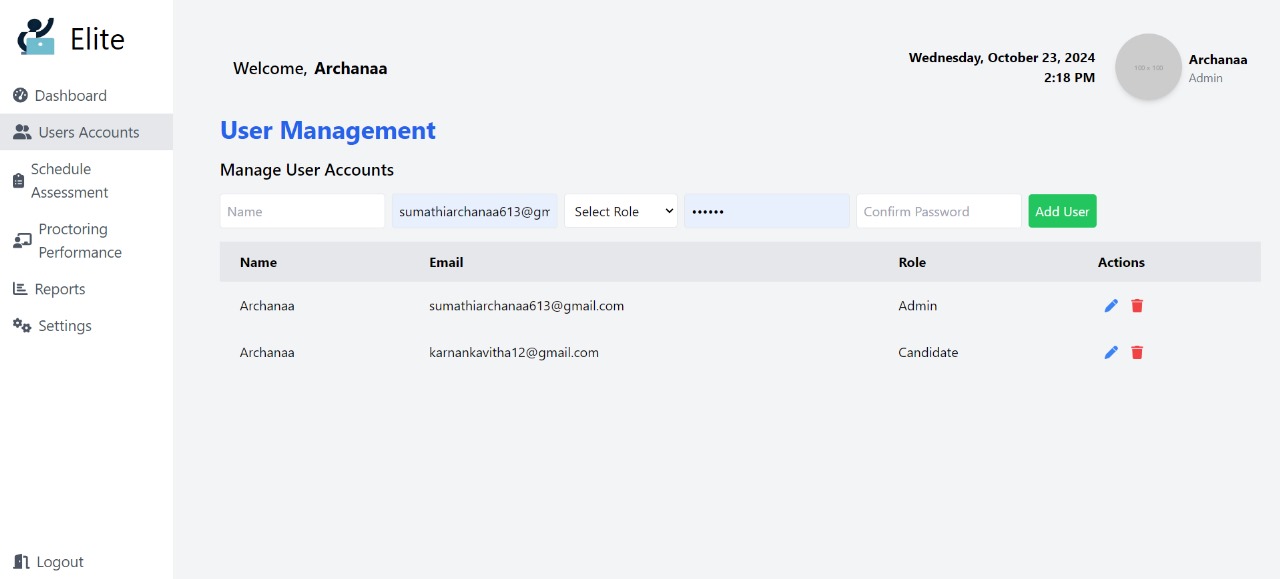 Elite
Dashboard
Users Accounts
Schedule
Assessment
Proctoring
Performance
Reports
Settings
Logout
Welcome, Archanaa
Wednesday, October 23, 2024
2:18 PM
100 x 100
Archanaa
Admin
User Management
Manage User Accounts
Name sumathiarchanaa613@gm Select Role •••••• Confirm Password Add User
Name Email Role Actions
Archanaa sumathiarchanaa613@gmail.com Admin
Archanaa karnankavitha12@gmail.com Candidate